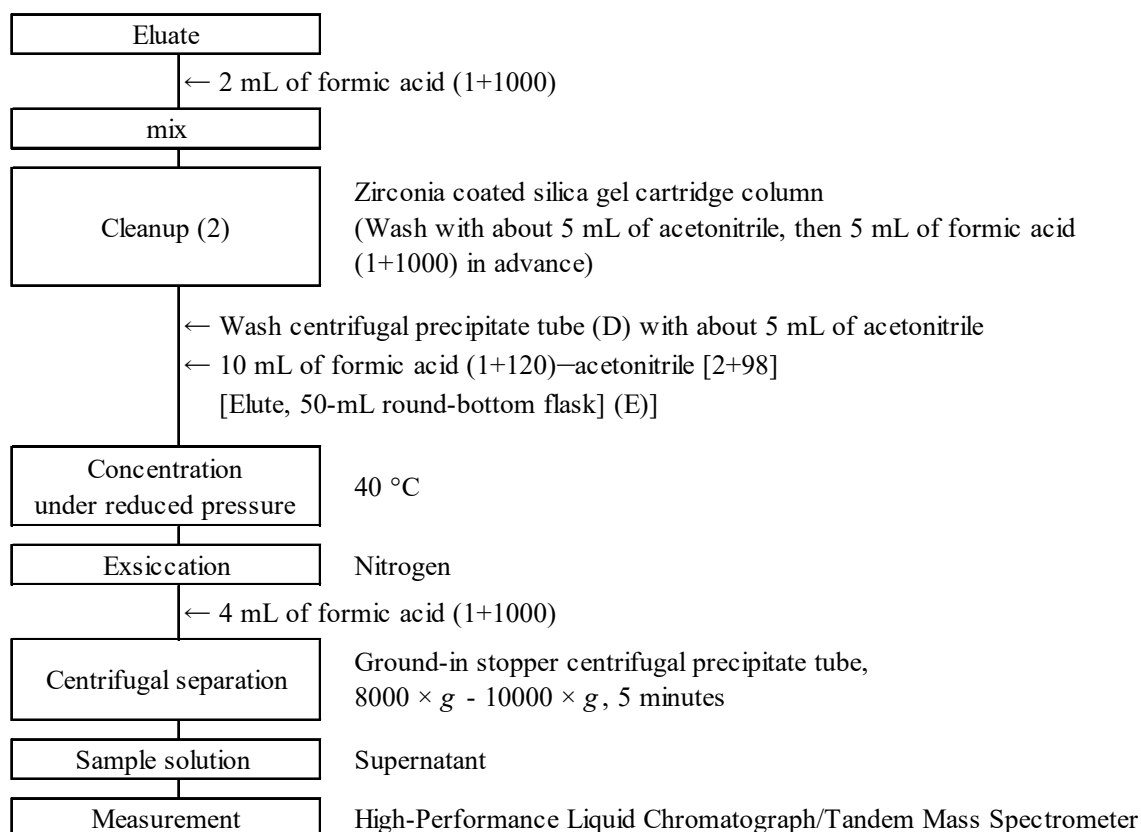 Eluate
← 2 mL of formic acid (1+1000)
mix
Cleanup (2)
Zirconia coated silica gel cartridge column
(Wash with about 5 mL of acetonitrile, then 5 mL of formic acid
(1+1000) in advance)
← Wash centrifugal precipitate tube (D) with about 5 mL of acetonitrile
← 10 mL of formic acid (1+120)−acetonitrile [2+98]
[Elute, 50-mL round-bottom flask] (E)]
Concentration
under reduced pressure
40 °C
Exsiccation
Nitrogen
← 4 mL of formic acid (1+1000)
Centrifugal separation
Ground-in stopper centrifugal precipitate tube,
8000 × g - 10000 × g, 5 minutes
Sample solution
Supernatant
Measurement
High-Performance Liquid Chromatograph/Tandem Mass Spectrometer